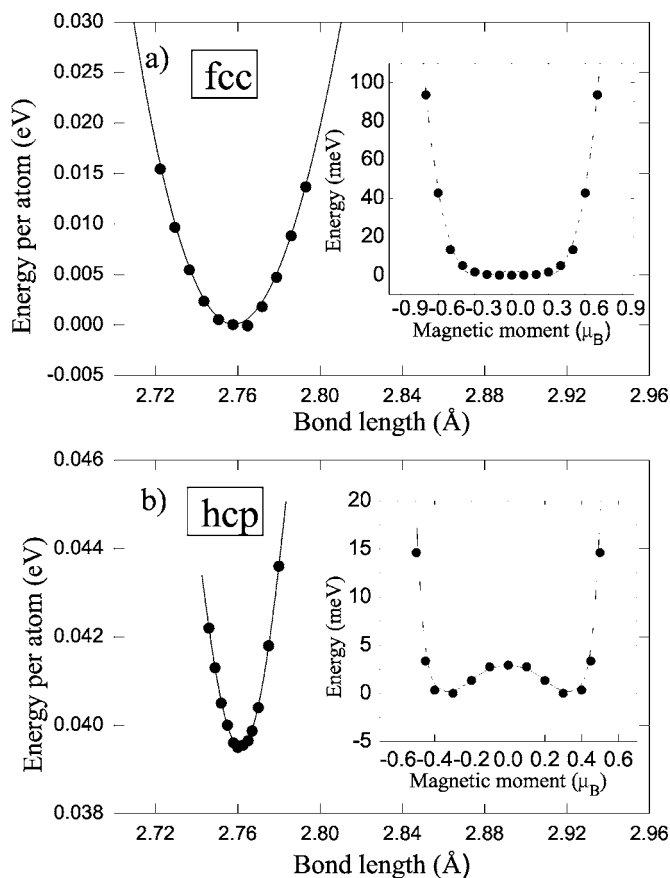 a)
fcc
Energy per atom (eV)
0.030
0.025
0.020
0.015
0.010
0.005
0.000
-0.005
2.72 2.76 2.80 2.84 2.88 2.92 2.96
Bond length (Å)
Energy (meV)
100
80
60
40
20
0
-0.9 -0.6 -0.3 0.0 0.3 0.6 0.9
Magnetic moment (μB)
b)
hcp
Energy per atom (eV)
0.046
0.044
0.042
0.040
0.038
2.72 2.76 2.80 2.84 2.88 2.92 2.96
Bond length (Å)
Energy (meV)
20
15
10
5
0
-5
-0.6 -0.4 -0.2 0.0 0.2 0.4 0.6
Magnetic moment (μB)